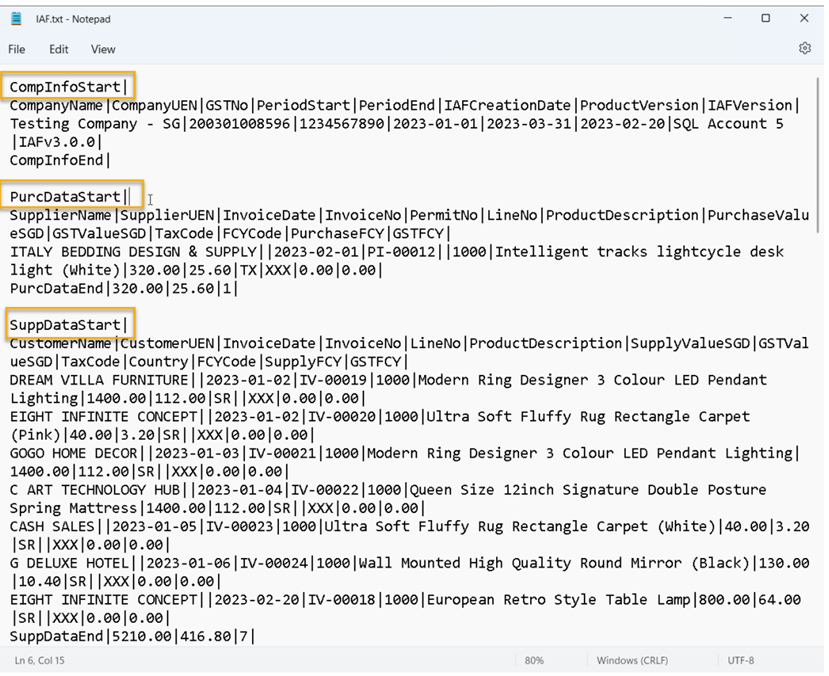 IAF.txt - Notepad
File Edit View
CompInfoStart|
CompanyName|CompanyUEN|GSTNo|PeriodStart|PeriodEnd|IAFCreationDate|ProductVersion|IAFVersion|
Testing Company - SG|200301008596|1234567890|2023-01-01|2023-03-31|2023-02-20|SQL Account 5
|IAFv3.0.0|
CompInfoEnd|
PurcDataStart|
SupplierName|SupplierUEN|InvoiceDate|InvoiceNo|PermitNo|LineNo|ProductDescription|PurchaseValu
eSGD|GSTValueSGD|TaxCode|FCYCode|PurchaseFCY|GSTFCY|
ITALY BEDDING DESIGN & SUPPLY||2023-02-01|PI-00012||1000|Intelligent tracks lightcycle desk
light (White)|320.00|25.60|TX|XXX|0.00|0.00|
PurcDataEnd|320.00|25.60|1|
SuppDataStart|
CustomerName|CustomerUEN|InvoiceDate|InvoiceNo|LineNo|ProductDescription|SupplyValueSGD|GSTVal
ueSGD|TaxCode|Country|FCYCode|SupplyFCY|GSTFCY|
DREAM VILLA FURNITURE||2023-01-02|IV-00019|1000|Modern Ring Designer 3 Colour LED Pendant
Lighting|1400.00|112.00|SR||XXX|0.00|0.00|
EIGHT INFINITE CONCEPT||2023-01-02|IV-00020|1000|Ultra Soft Fluffy Rug Rectangle Carpet
(Pink)|40.00|3.20|SR||XXX|0.00|0.00|
GOGO HOME DECOR||2023-01-03|IV-00021|1000|Modern Ring Designer 3 Colour LED Pendant Lighting|
1400.00|112.00|SR||XXX|0.00|0.00|
C ART TECHNOLOGY HUB||2023-01-04|IV-00022|1000|Queen Size 12inch Signature Double Posture
Spring Mattress|1400.00|112.00|SR||XXX|0.00|0.00|
CASH SALES||2023-01-05|IV-00023|1000|Ultra Soft Fluffy Rug Rectangle Carpet (White)|40.00|3.20
|SR||XXX|0.00|0.00|
G DELUXE HOTEL||2023-01-06|IV-00024|1000|Wall Mounted High Quality Round Mirror (Black)|130.00
|10.40|SR||XXX|0.00|0.00|
EIGHT INFINITE CONCEPT||2023-02-20|IV-00018|1000|European Retro Style Table Lamp|800.00|64.00
|SR||XXX|0.00|0.00|
SuppDataEnd|5210.00|416.80|7|
Ln 6, Col 15 80% Windows (CRLF) UTF-8